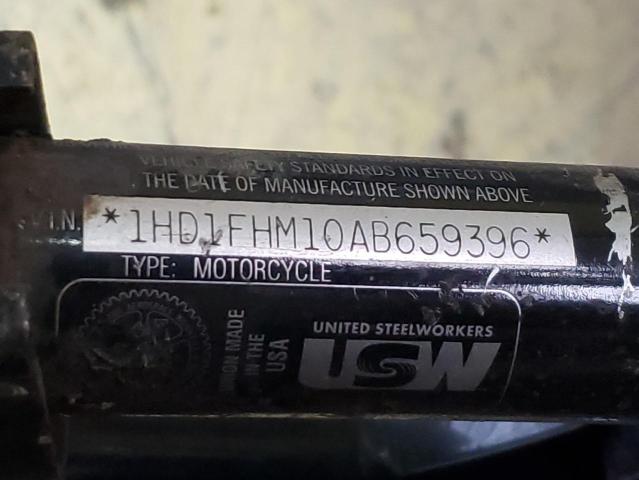 VEHICLE SAFETY STANDARDS IN EFFECT ON
THE DATE OF MANUFACTURE SHOWN ABOVE
V.I.N. *1HD1FHM10AB659396*
TYPE: MOTORCYCLE
UNION MADE
IN THE
USA
UNITED STEELWORKERS
USW